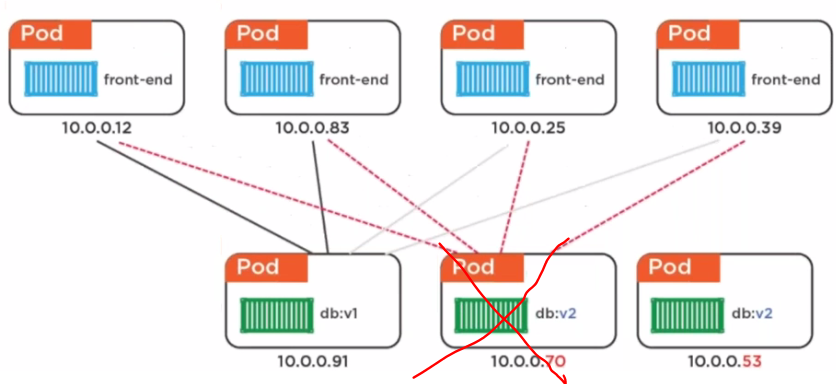 Pod
front-end
10.0.0.12
Pod
front-end
10.0.0.83
Pod
front-end
10.0.0.25
Pod
front-end
10.0.0.39
Pod
db:v1
10.0.0.91
Pod
db:v2
10.0.0.70
Pod
db:v2
10.0.0.53